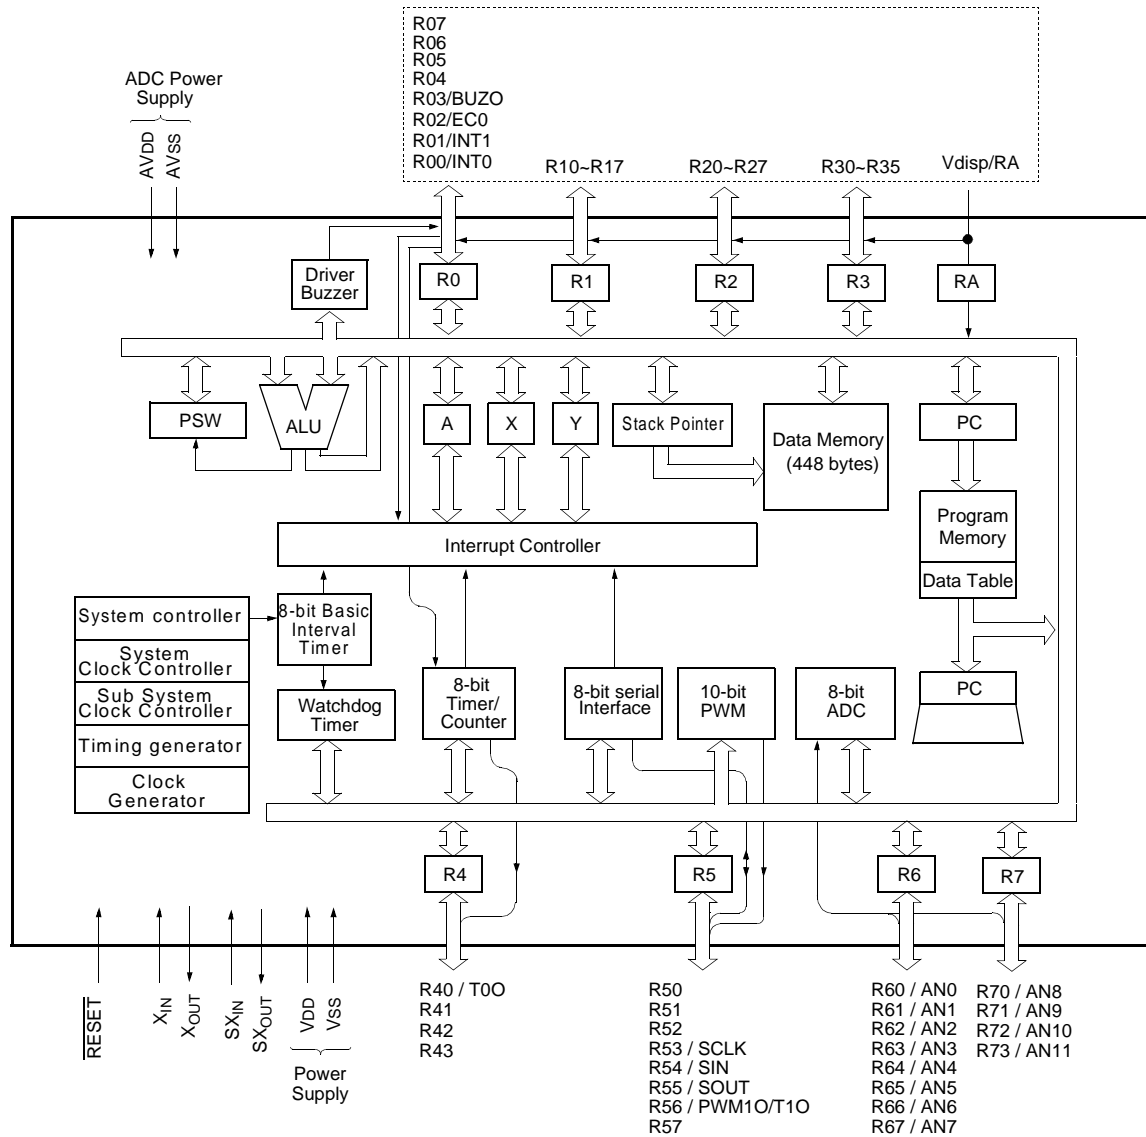 R07
R06
R05
R04
R03/BUZO
R02/EC0
R01/INT1
R00/INT0
R10~R17
R20~R27
R30~R35
Vdisp/RA
ADC Power
Supply
AVDD
AVSS
Driver
Buzzer
R0
R1
R2
R3
RA
PSW
ALU
A
X
Y
Stack Pointer
Data Memory
(448 bytes)
PC
Program
Memory
Data Table
PC
Interrupt Controller
System controller
System
Clock Controller
Sub System
Clock Controller
Timing generator
Clock
Generator
8-bit Basic
Interval
Timer
Watchdog
Timer
8-bit
Timer/
Counter
8-bit serial
Interface
10-bit
PWM
8-bit
ADC
R4
R5
R6
R7
RESET
XIN
XOUT
SXIN
SXOUT
VDD
VSS
Power
Supply
R40 / T0O
R41
R42
R43
R50
R51
R52
R53 / SCLK
R54 / SIN
R55 / SOUT
R56 / PWM1O/T1O
R57
R60 / AN0
R61 / AN1
R62 / AN2
R63 / AN3
R64 / AN4
R65 / AN5
R66 / AN6
R67 / AN7
R70 / AN8
R71 / AN9
R72 / AN10
R73 / AN11